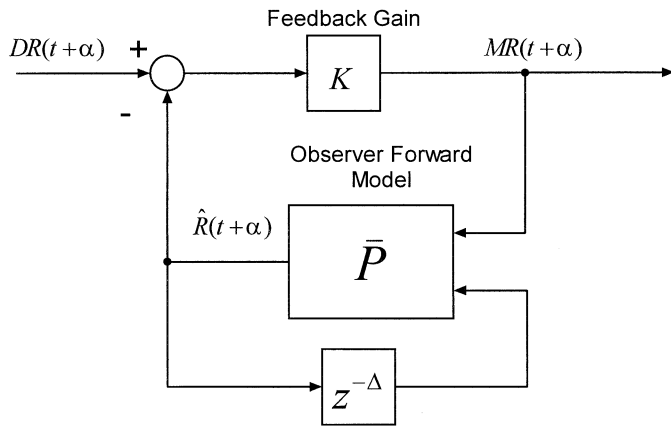 Feedback Gain
DR(t+α)
+
-
K
MR(t+α)
Observer Forward
Model
R̂(t+α)
P̄
z^{-Δ}